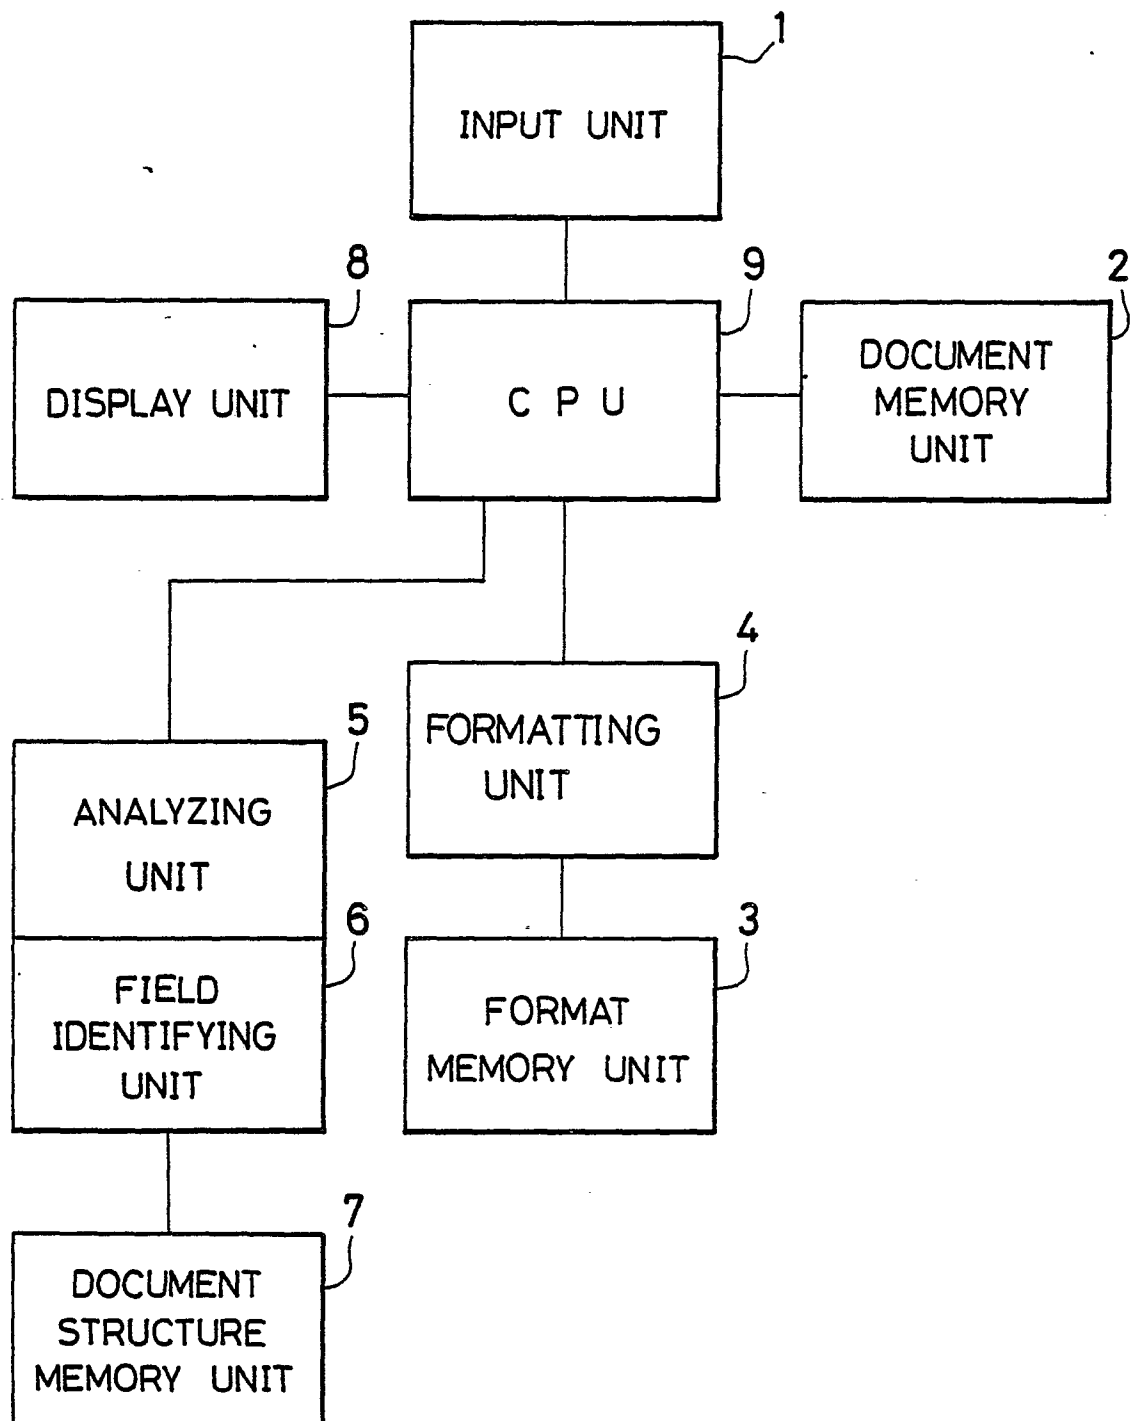 1
INPUT UNIT
8
9
2
DISPLAY UNIT
C P U
DOCUMENT
MEMORY
UNIT
4
FORMATTING
UNIT
5
ANALYZING
UNIT
6
FIELD
IDENTIFYING
UNIT
3
FORMAT
MEMORY UNIT
7
DOCUMENT
STRUCTURE
MEMORY UNIT